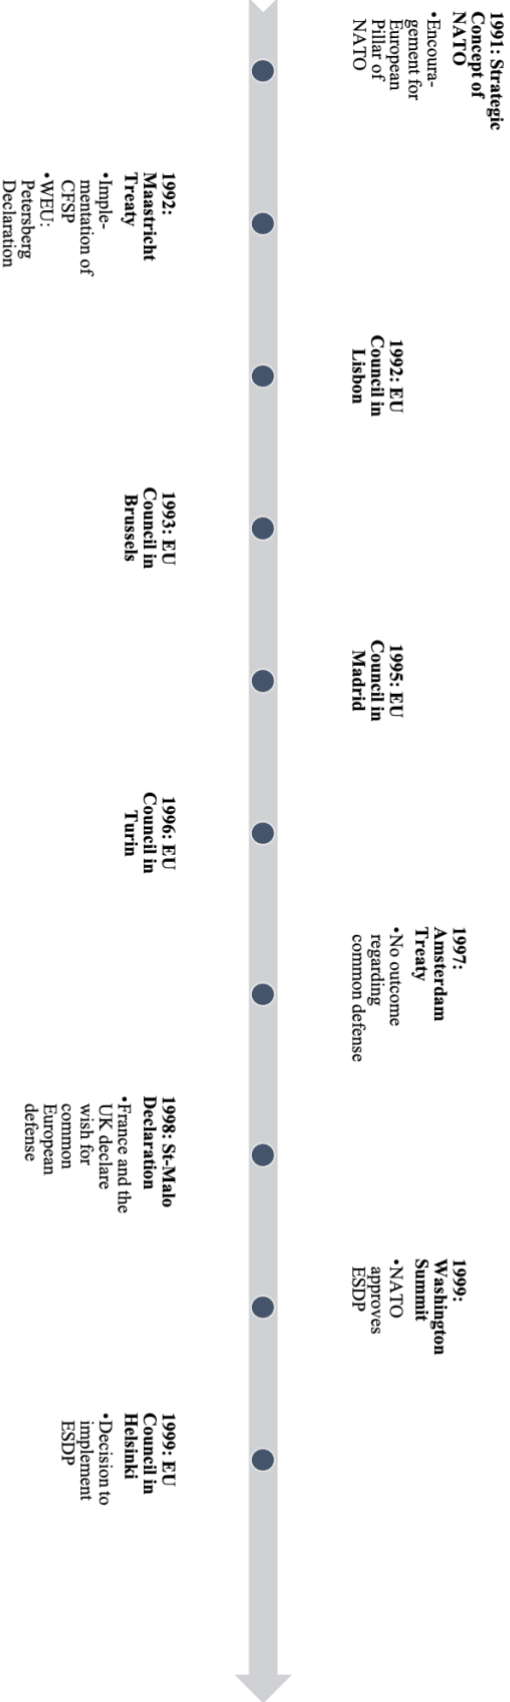 1991: Strategic
Concept of
NATO
•Encoura-
gement for
European
Pillar of
NATO
1992:
Maastricht
Treaty
•Imple-
mentation of
CFSP
•WEU:
Petersberg
Declaration
1992: EU
Council in
Lisbon
1993: EU
Council in
Brussels
1995: EU
Council in
Madrid
1996: EU
Council in
Turin
1997:
Amsterdam
Treaty
•No outcome
regarding
common defense
1998: St-Malo
Declaration
•France and the
UK declare
wish for
common
European
defense
1999:
Washington
Summit
•NATO
approves
ESDP
1999: EU
Council in
Helsinki
•Decision to
implement
ESDP